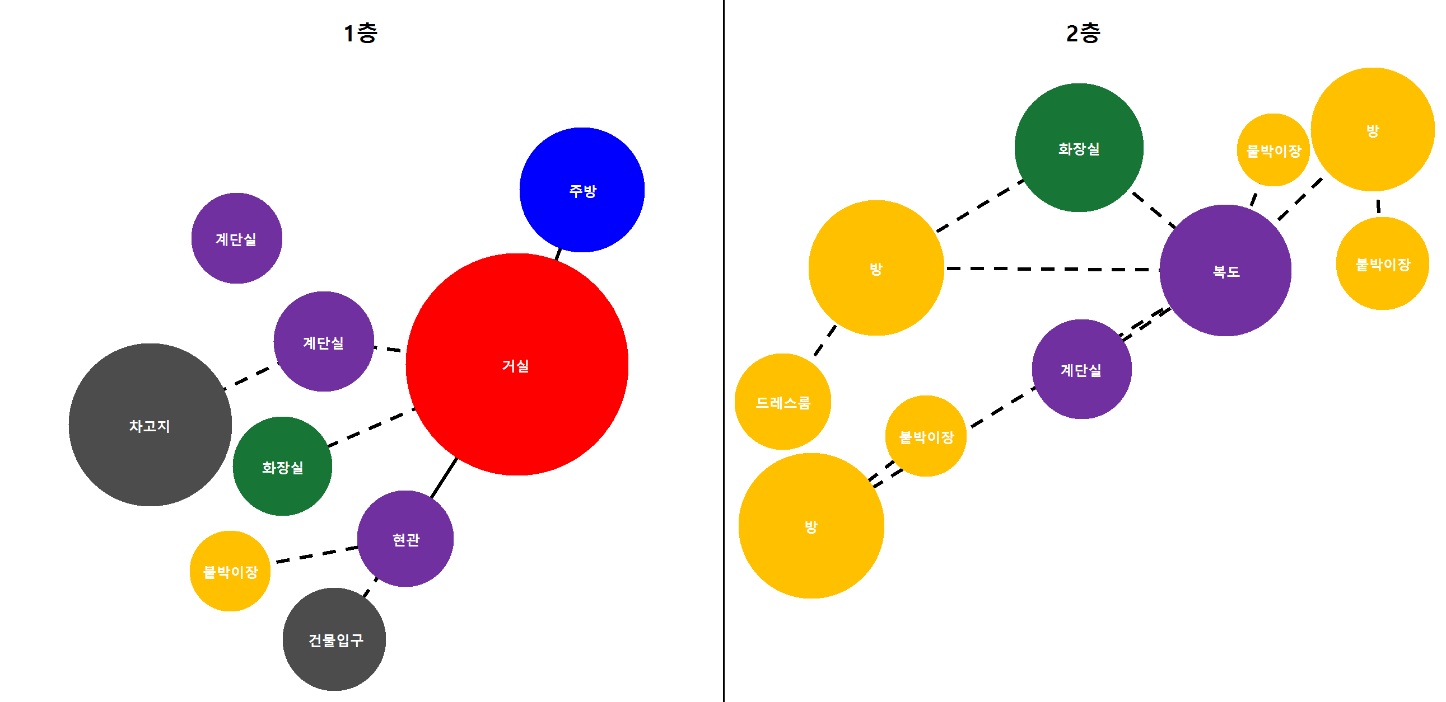 1층
주방
계단실
계단실
거실
차고지
화장실
현관
붙박이장
건물입구
2층
방
화장실
붙박이장
방
복도
붙박이장
계단실
드레스룸
붙박이장
방